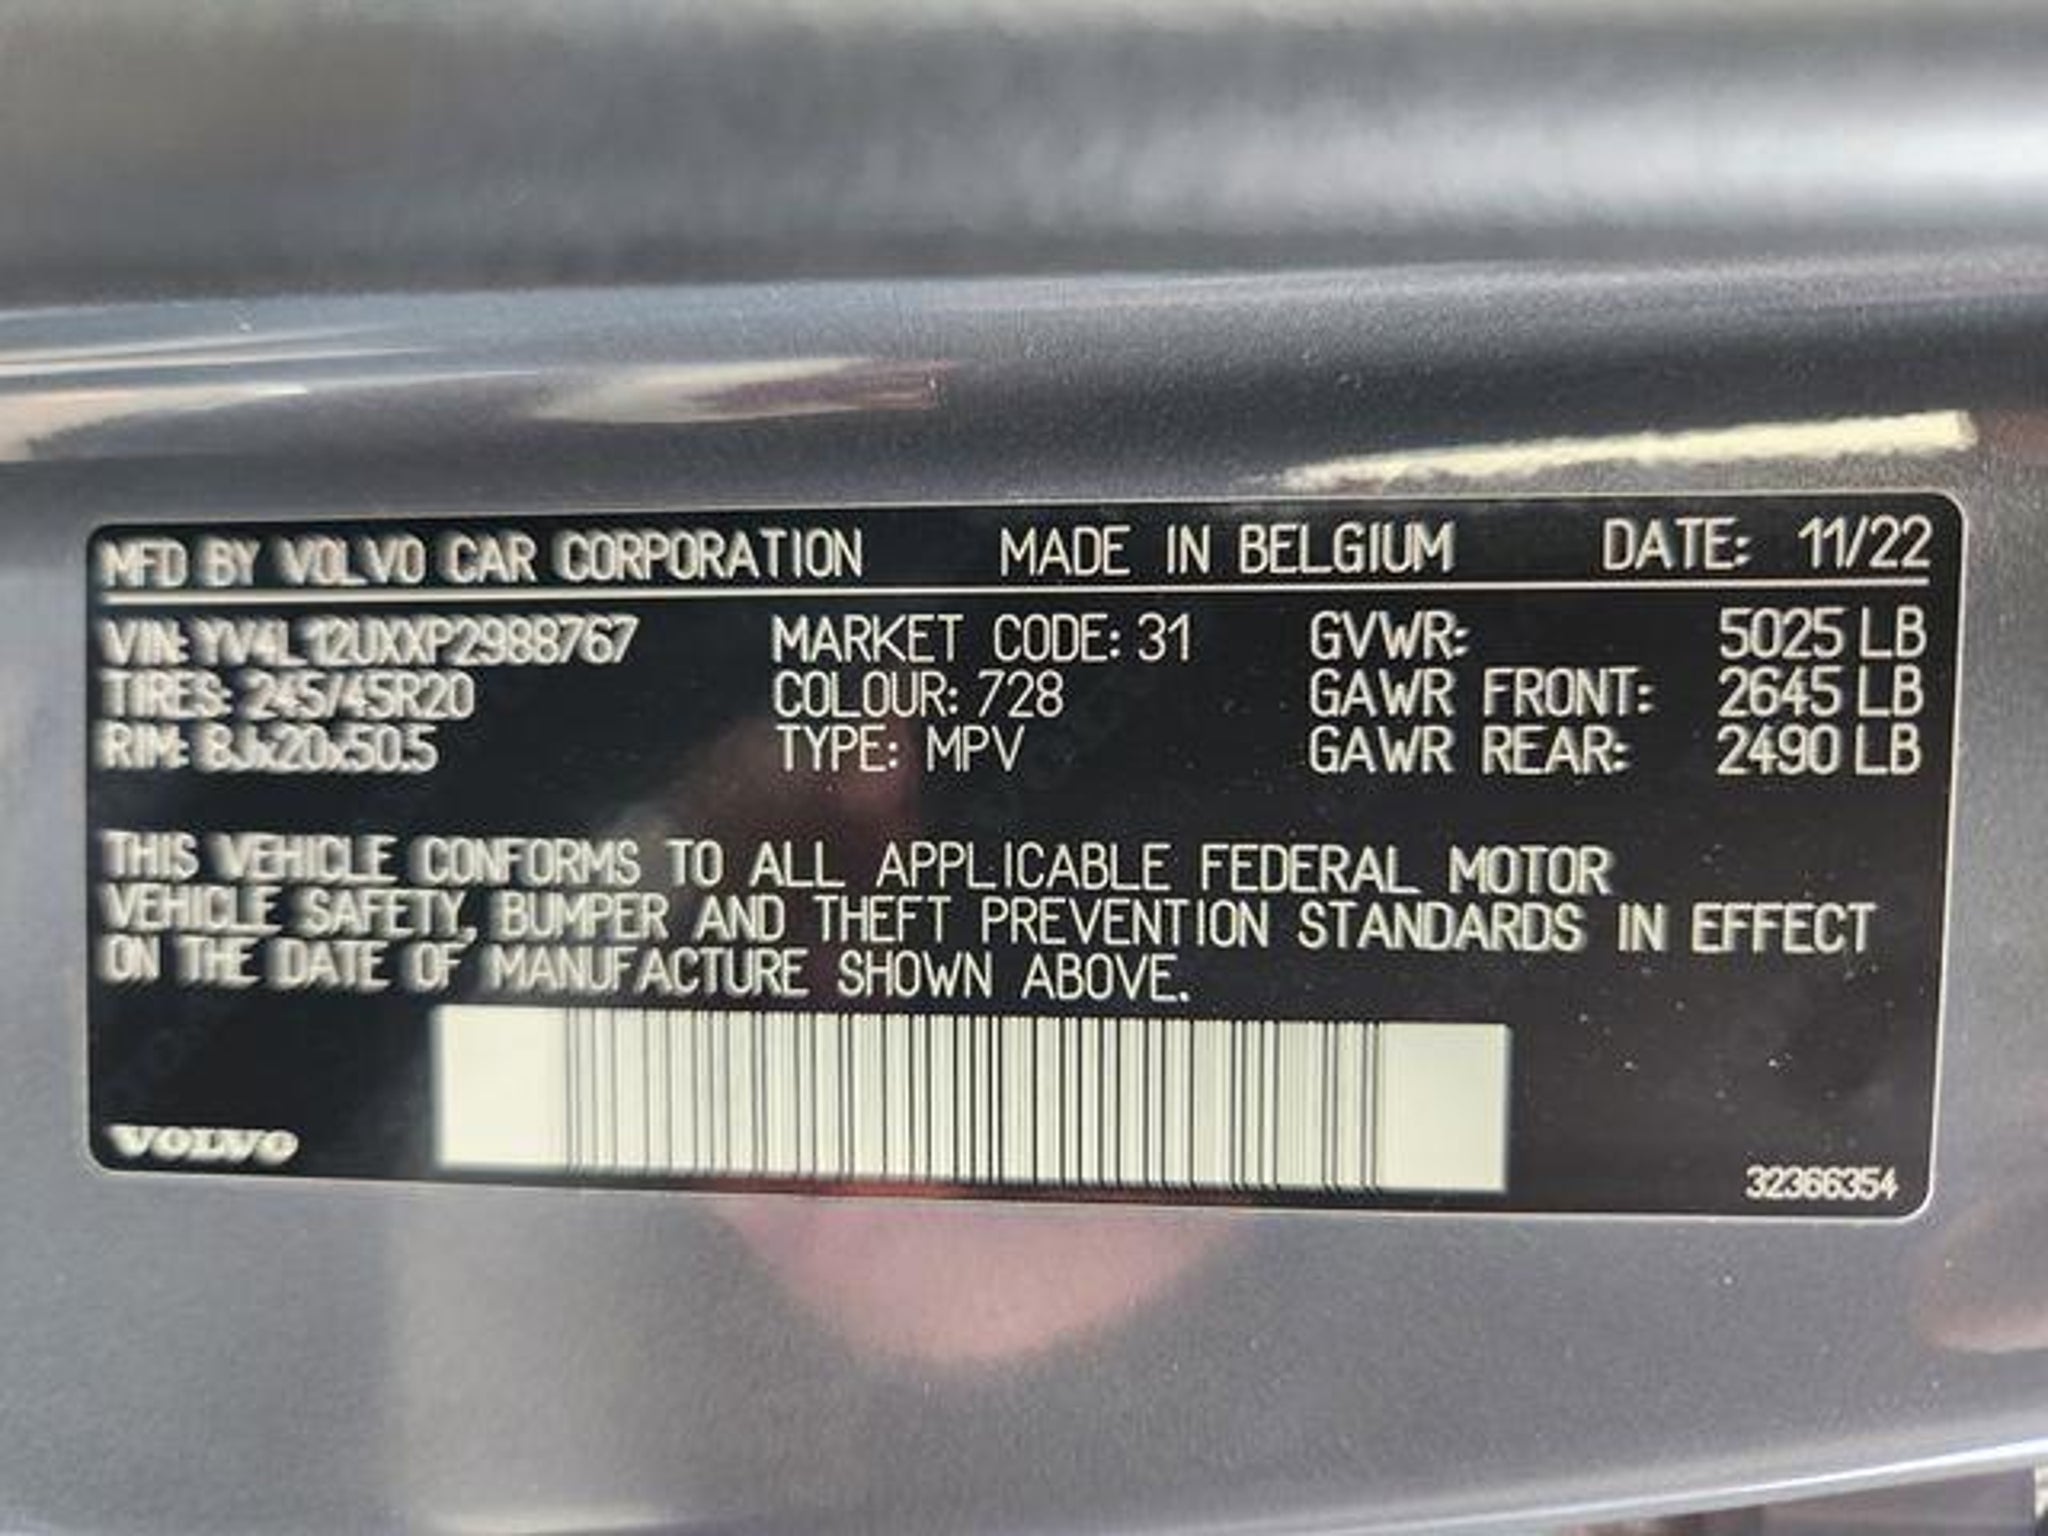 MFD BY VOLVO CAR CORPORATION MADE IN BELGIUM DATE: 11/22
VIN: YV4L12UXXP2988767 MARKET CODE: 31 GVWR: 5025 LB
TIRES: 245/45R20 COLOUR: 728 GAWR FRONT: 2645 LB
RIM: 8Jx20x50.5 TYPE: MPV GAWR REAR: 2490 LB
THIS VEHICLE CONFORMS TO ALL APPLICABLE FEDERAL MOTOR
VEHICLE SAFETY, BUMPER AND THEFT PREVENTION STANDARDS IN EFFECT
ON THE DATE OF MANUFACTURE SHOWN ABOVE.
VOLVO
32366354